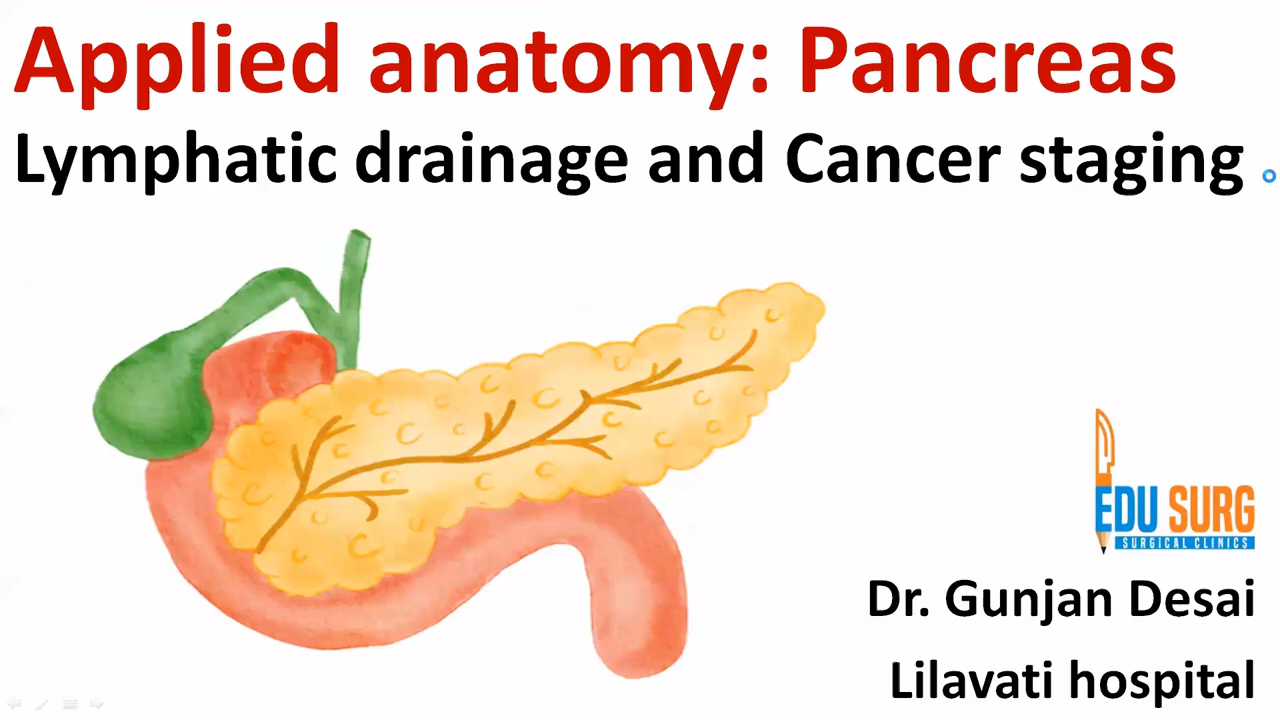 Applied anatomy: Pancreas
Lymphatic drainage and Cancer staging
EDU SURG
SURGICAL CLINICS
Dr. Gunjan Desai
Lilavati hospital